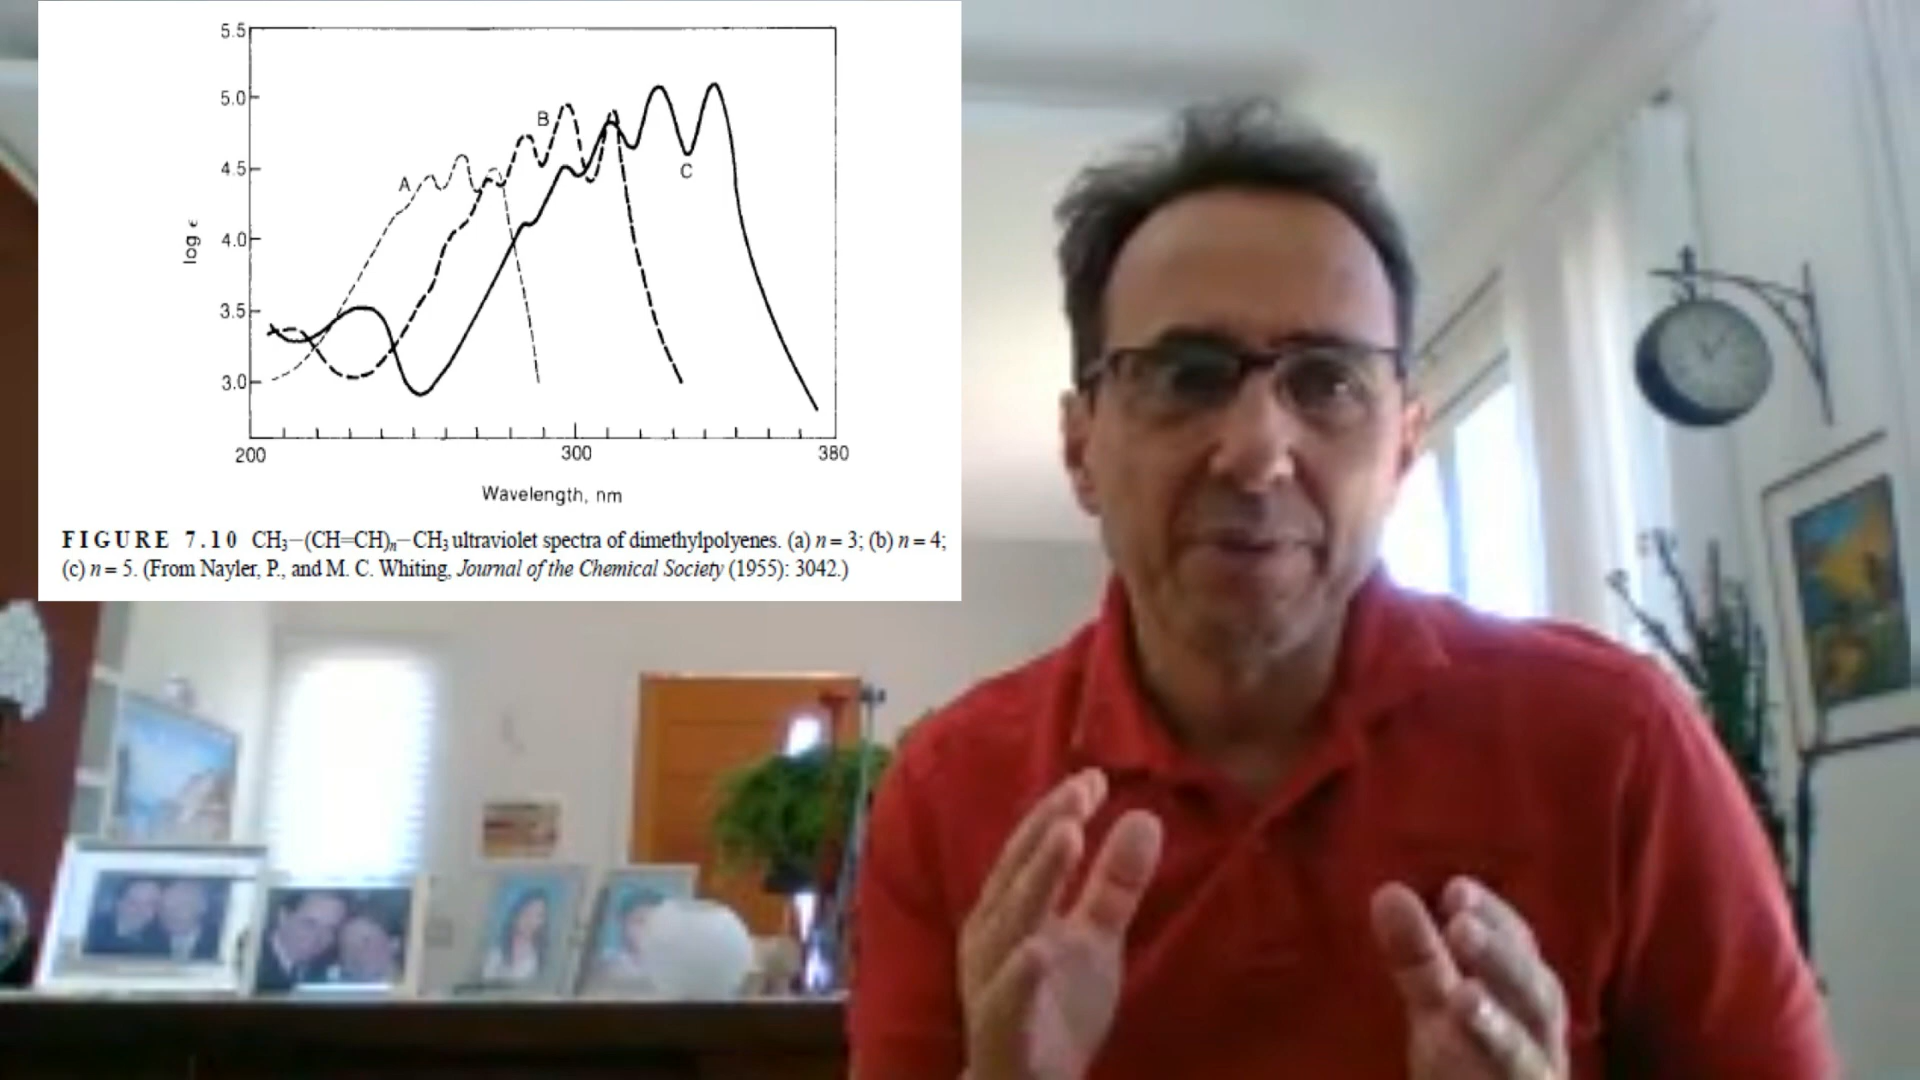 5.5
5.0
4.5
4.0
3.5
3.0
log ϵ
A
B
C
200
300
380
Wavelength, nm
FIGURE 7.10 CH₃−(CH=CH)ₙ−CH₃ ultraviolet spectra of dimethylpolyenes. (a) n = 3; (b) n = 4;
(c) n = 5. (From Nayler, P., and M. C. Whiting, Journal of the Chemical Society (1955): 3042.)